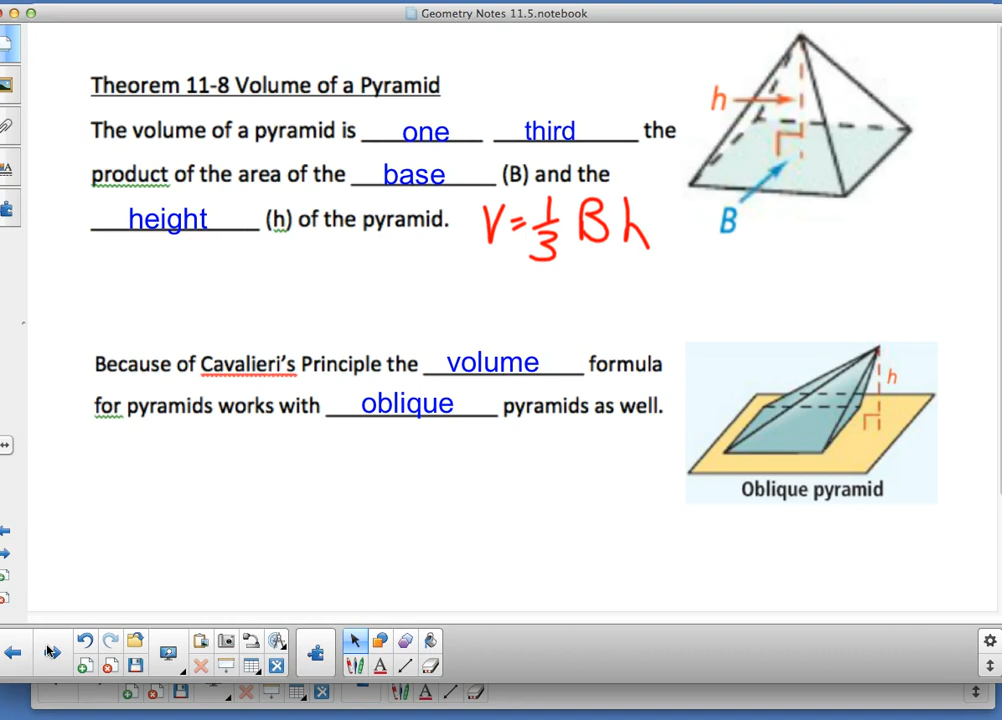 Geometry Notes 11.5.notebook
Theorem 11-8 Volume of a Pyramid
The volume of a pyramid is one third the
product of the area of the base (B) and the
height (h) of the pyramid.
V = 1/3 B h
h
B
Because of Cavalieri's Principle the volume formula
for pyramids works with oblique pyramids as well.
h
Oblique pyramid
A
A
A